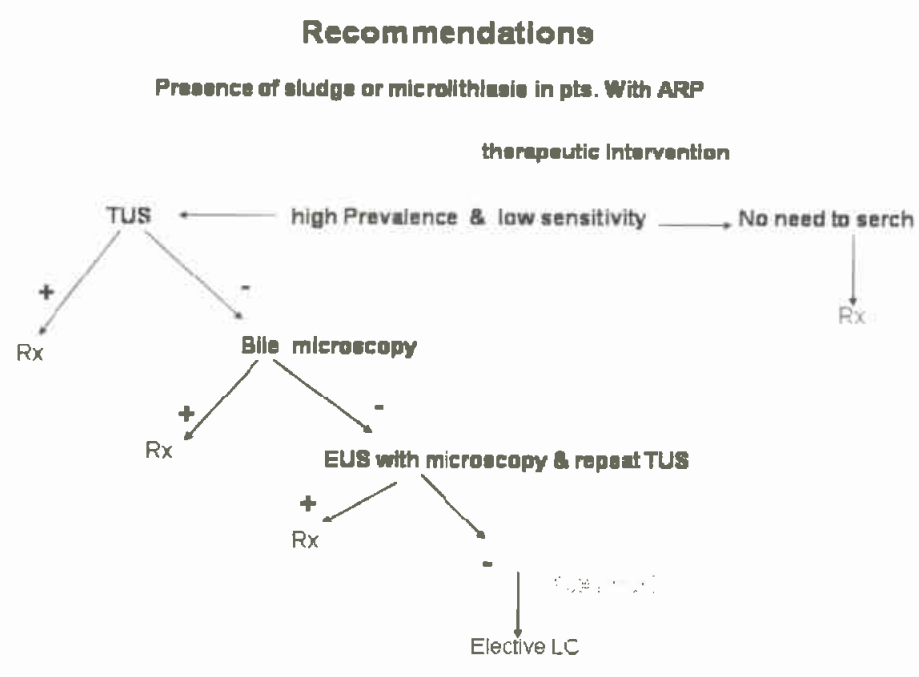 Recommendations
Presence of sludge or microlithiasis in pts. With ARP
therapeutic Intervention
TUS high Prevalence & low sensitivity No need to serch
+ -
Rx Bile microscopy Rx
+ -
Rx EUS with microscopy & repeat TUS
+
Rx
-
Elective LC